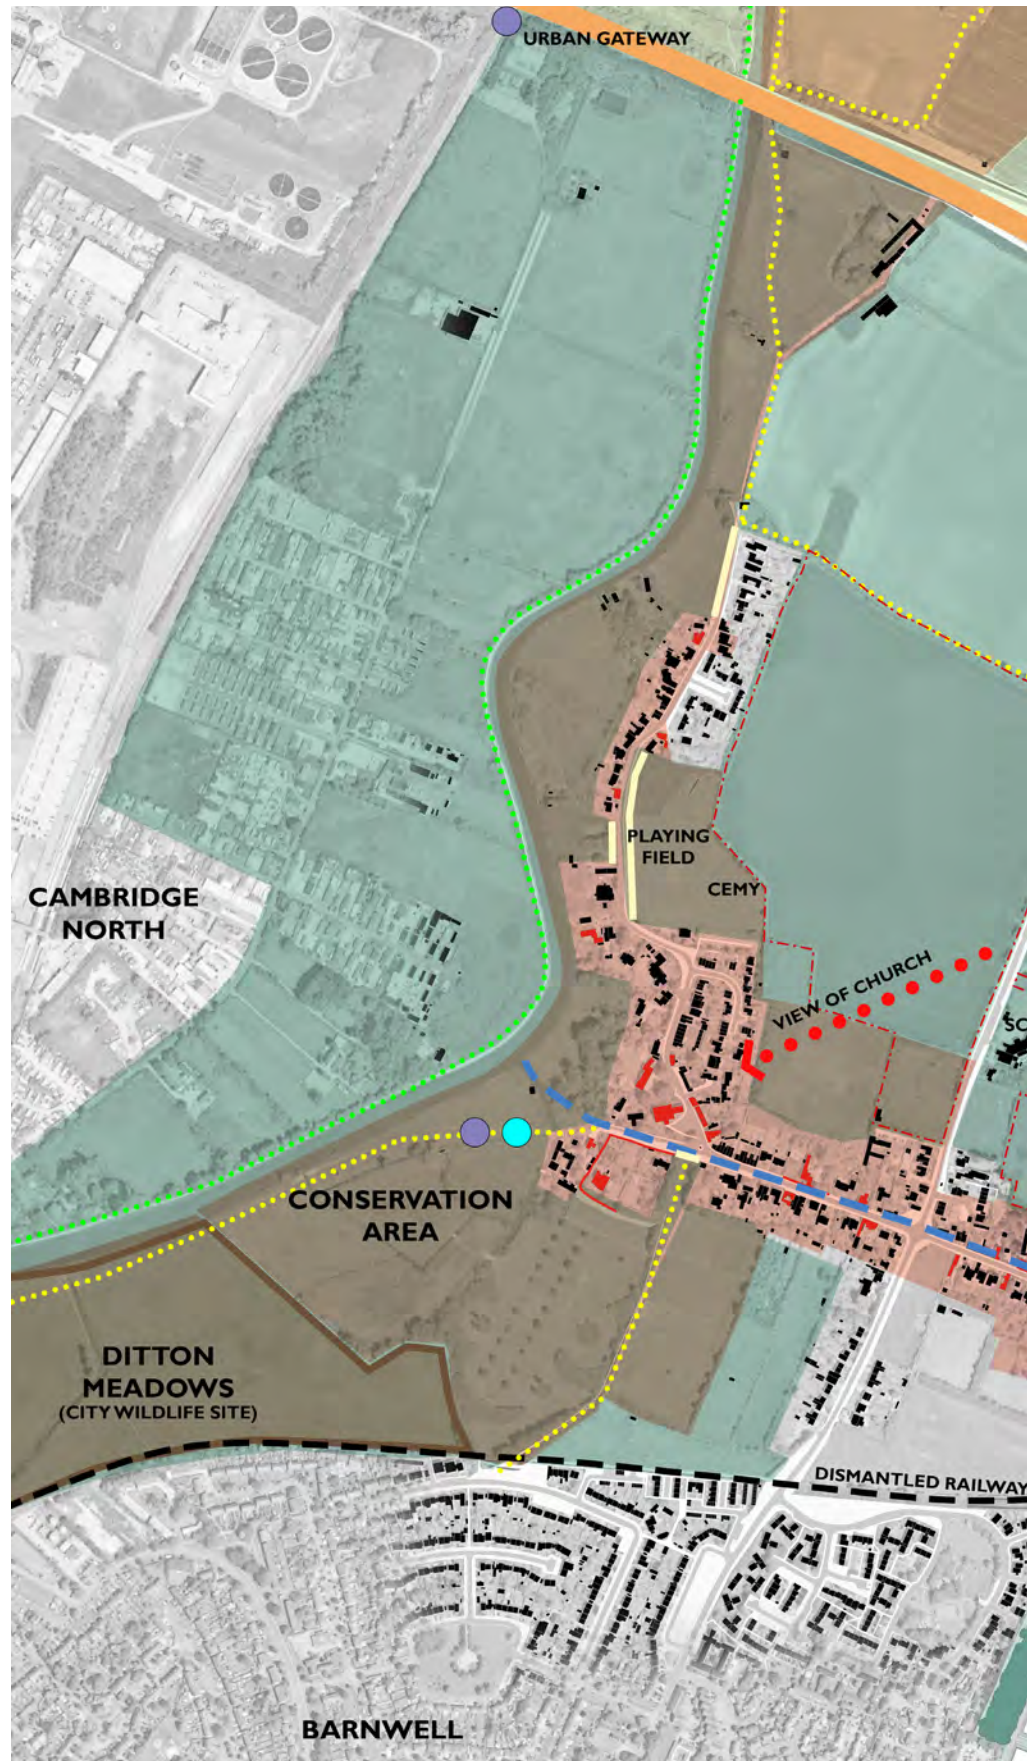 URBAN GATEWAY
PLAYING
FIELD
CEMY
CAMBRIDGE
NORTH
VIEW OF CHURCH
SC
CONSERVATION
AREA
DITTON
MEADOWS
(CITY WILDLIFE SITE)
DISMANTLED RAILWAY
BARNWELL